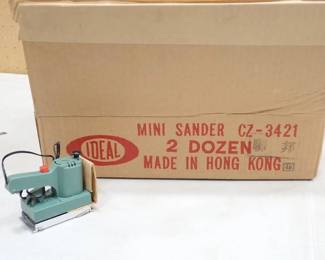 MINI SANDER CZ-3421
IDEAL
2 DOZEN
MADE IN HONG KONG